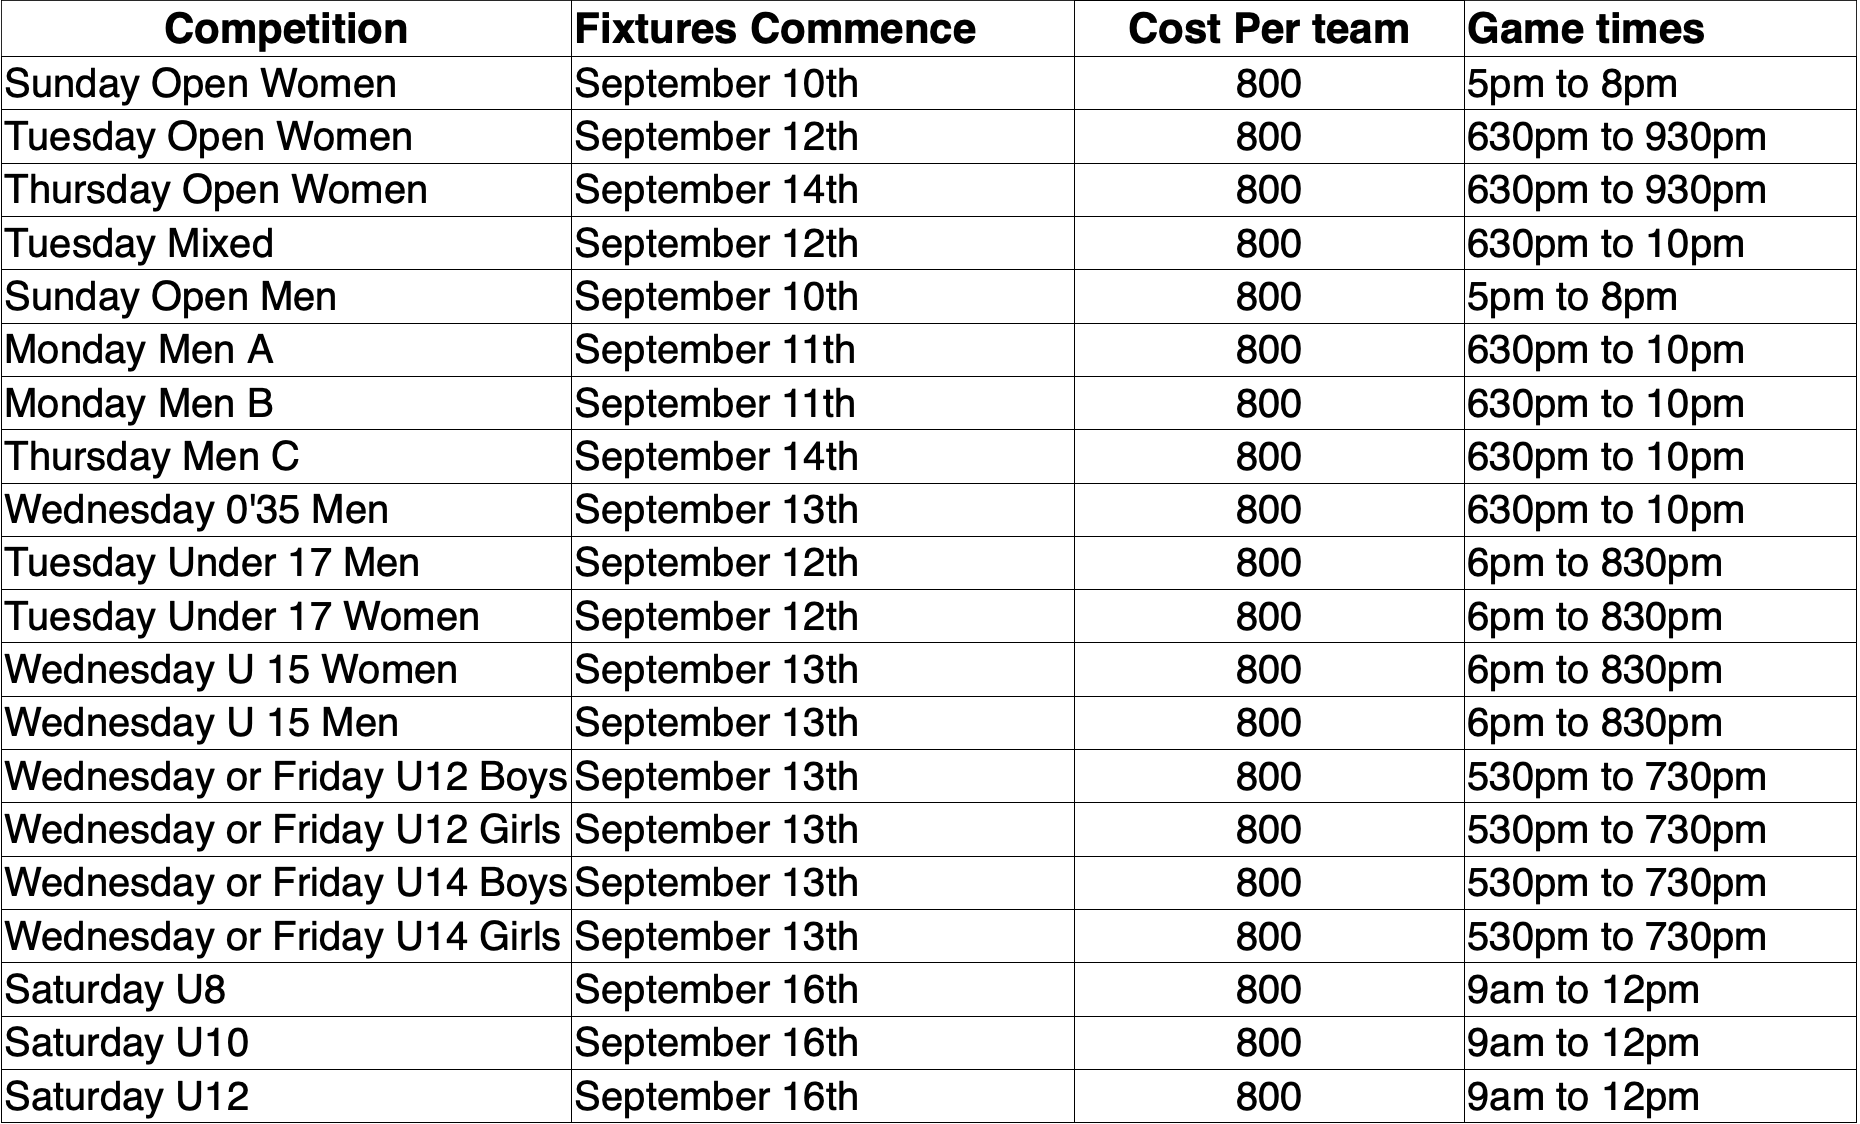 Competition Fixtures Commence Cost Per team Game times
Sunday Open Women September 10th 800 5pm to 8pm
Tuesday Open Women September 12th 800 630pm to 930pm
Thursday Open Women September 14th 800 630pm to 930pm
Tuesday Mixed September 12th 800 630pm to 10pm
Sunday Open Men September 10th 800 5pm to 8pm
Monday Men A September 11th 800 630pm to 10pm
Monday Men B September 11th 800 630pm to 10pm
Thursday Men C September 14th 800 630pm to 10pm
Wednesday 0'35 Men September 13th 800 630pm to 10pm
Tuesday Under 17 Men September 12th 800 6pm to 830pm
Tuesday Under 17 Women September 12th 800 6pm to 830pm
Wednesday U 15 Women September 13th 800 6pm to 830pm
Wednesday U 15 Men September 13th 800 6pm to 830pm
Wednesday or Friday U12 Boys September 13th 800 530pm to 730pm
Wednesday or Friday U12 Girls September 13th 800 530pm to 730pm
Wednesday or Friday U14 Boys September 13th 800 530pm to 730pm
Wednesday or Friday U14 Girls September 13th 800 530pm to 730pm
Saturday U8 September 16th 800 9am to 12pm
Saturday U10 September 16th 800 9am to 12pm
Saturday U12 September 16th 800 9am to 12pm